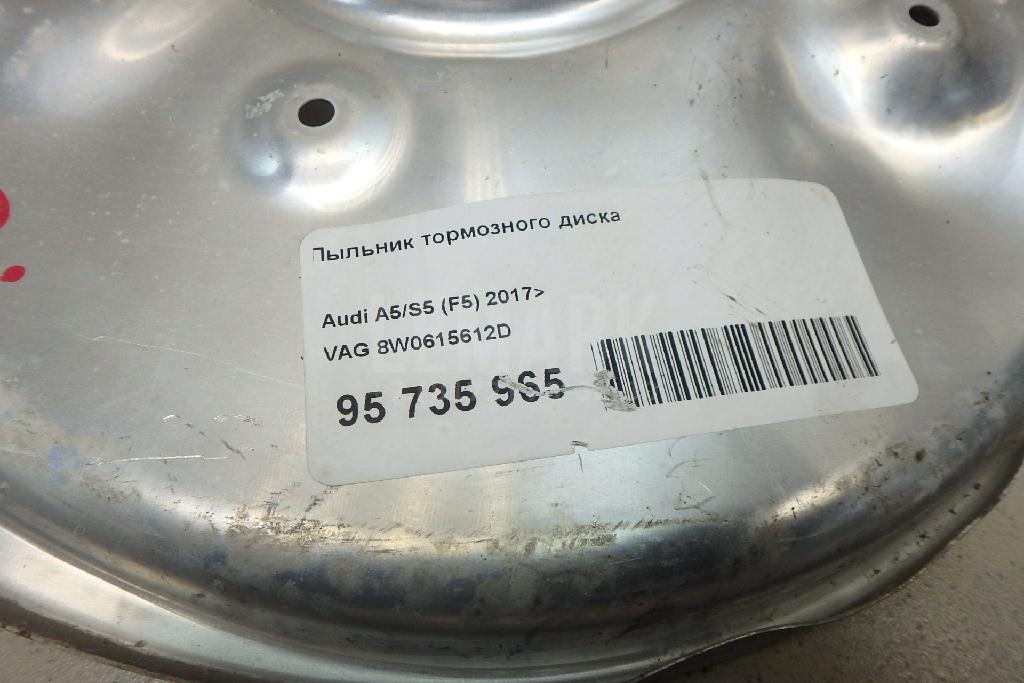 Пыльник тормозного диска
Audi A5/S5 (F5) 2017>
VAG 8W0615612D
95 735 965